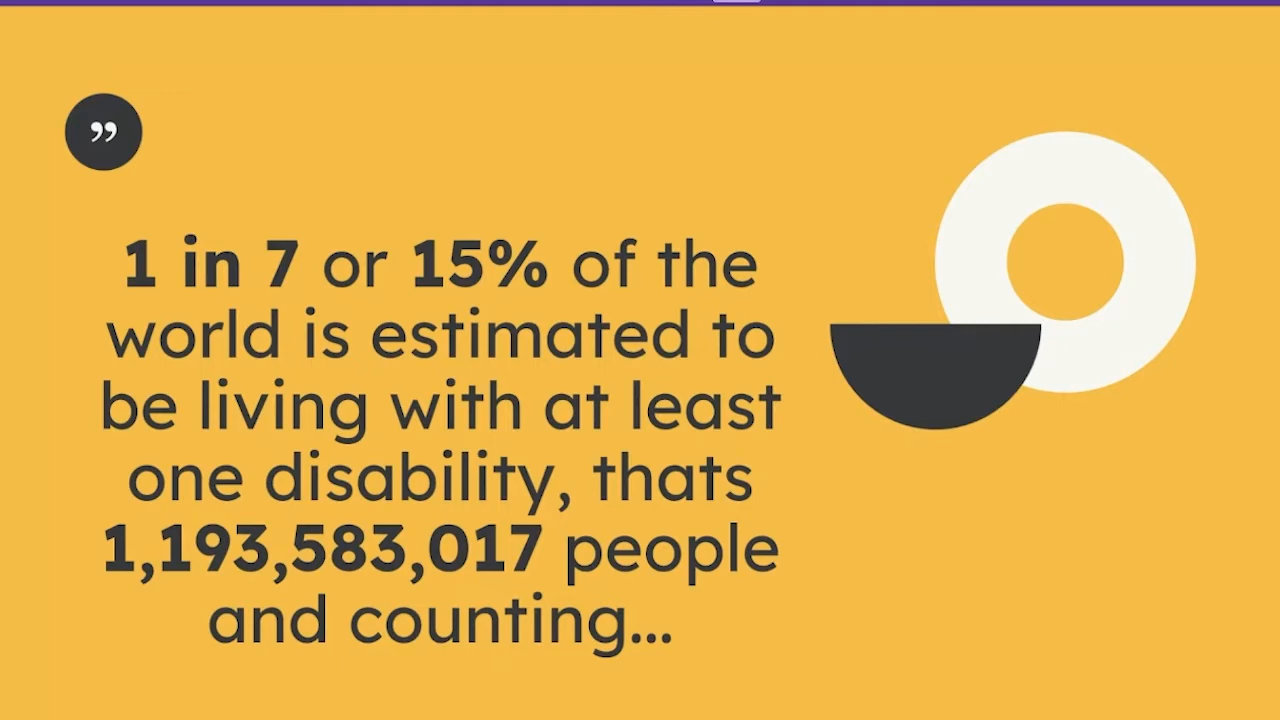 ”
1 in 7 or 15% of the
world is estimated to
be living with at least
one disability, thats
1,193,583,017 people
and counting...